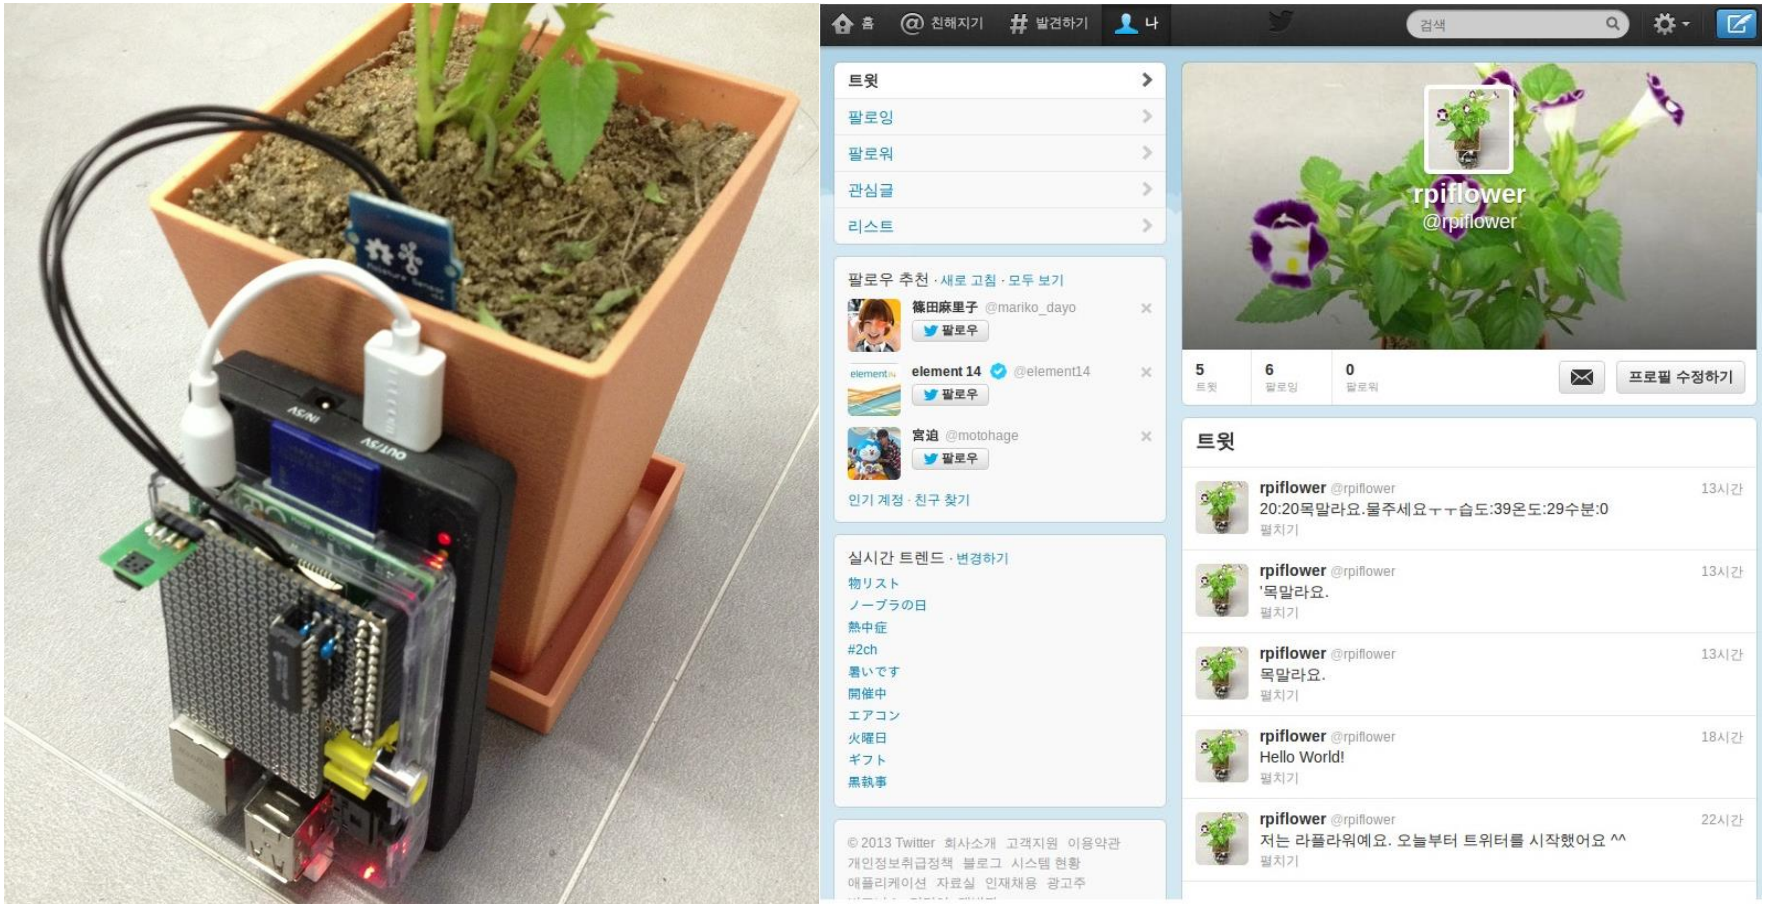 Moisture Sensor
IN/5V
OUT/5V
홈
친해지기
발견하기
나
검색
트윗
팔로잉
팔로워
관심글
리스트
팔로우 추천 · 새로 고침 · 모두 보기
篠田麻里子 @mariko_dayo
팔로우
element14
element 14 @element14
팔로우
宮迫 @motohage
팔로우
인기 계정 · 친구 찾기
실시간 트렌드 · 변경하기
物リスト
ノーブラの日
熱中症
#2ch
暑いです
開催中
エアコン
火曜日
ギフト
黒執事
© 2013 Twitter 회사소개 고객지원 이용약관
개인정보취급정책 블로그 시스템 현황
애플리케이션 자료실 인재채용 광고주
rpiflower
@rpiflower
5 6 0
트윗 팔로잉 팔로워
프로필 수정하기
트윗
rpiflower @rpiflower 13시간
20:20목말라요.물주세요ㅜㅜ습도:39온도:29수분:0
펼치기
rpiflower @rpiflower 13시간
'목말라요.
펼치기
rpiflower @rpiflower 13시간
목말라요.
펼치기
rpiflower @rpiflower 18시간
Hello World!
펼치기
rpiflower @rpiflower 22시간
저는 라플라워예요. 오늘부터 트위터를 시작했어요 ^^
펼치기